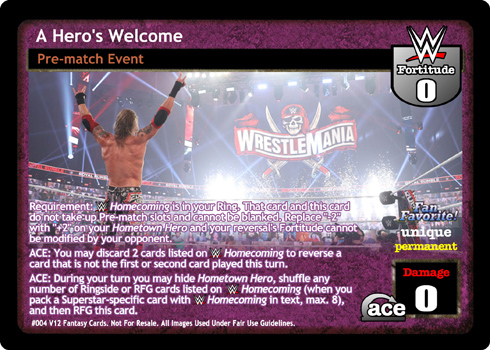 A Hero's Welcome
Pre-match Event
W
Fortitude
0
WRESTLEMANIA
Requirement: W Homecoming is in your Ring. That card and this card
do not take up Pre-match slots and cannot be blanked. Replace "-2"
with "+2" on your Hometown Hero and your reversal's Fortitude cannot
be modified by your opponent.
ACE: You may discard 2 cards listed on W Homecoming to reverse a
card that is not the first or second card played this turn.
ACE: During your turn you may hide Hometown Hero, shuffle any
number of Ringside or RFG cards listed on W Homecoming (when you
pack a Superstar-specific card with W Homecoming in text, max. 8),
and then RFG this card.
#004 V12 Fantasy Cards. Not For Resale. All Images Used Under Fair Use Guidelines.
Fan
Favorite!
unique
permanent
Damage
ace
0